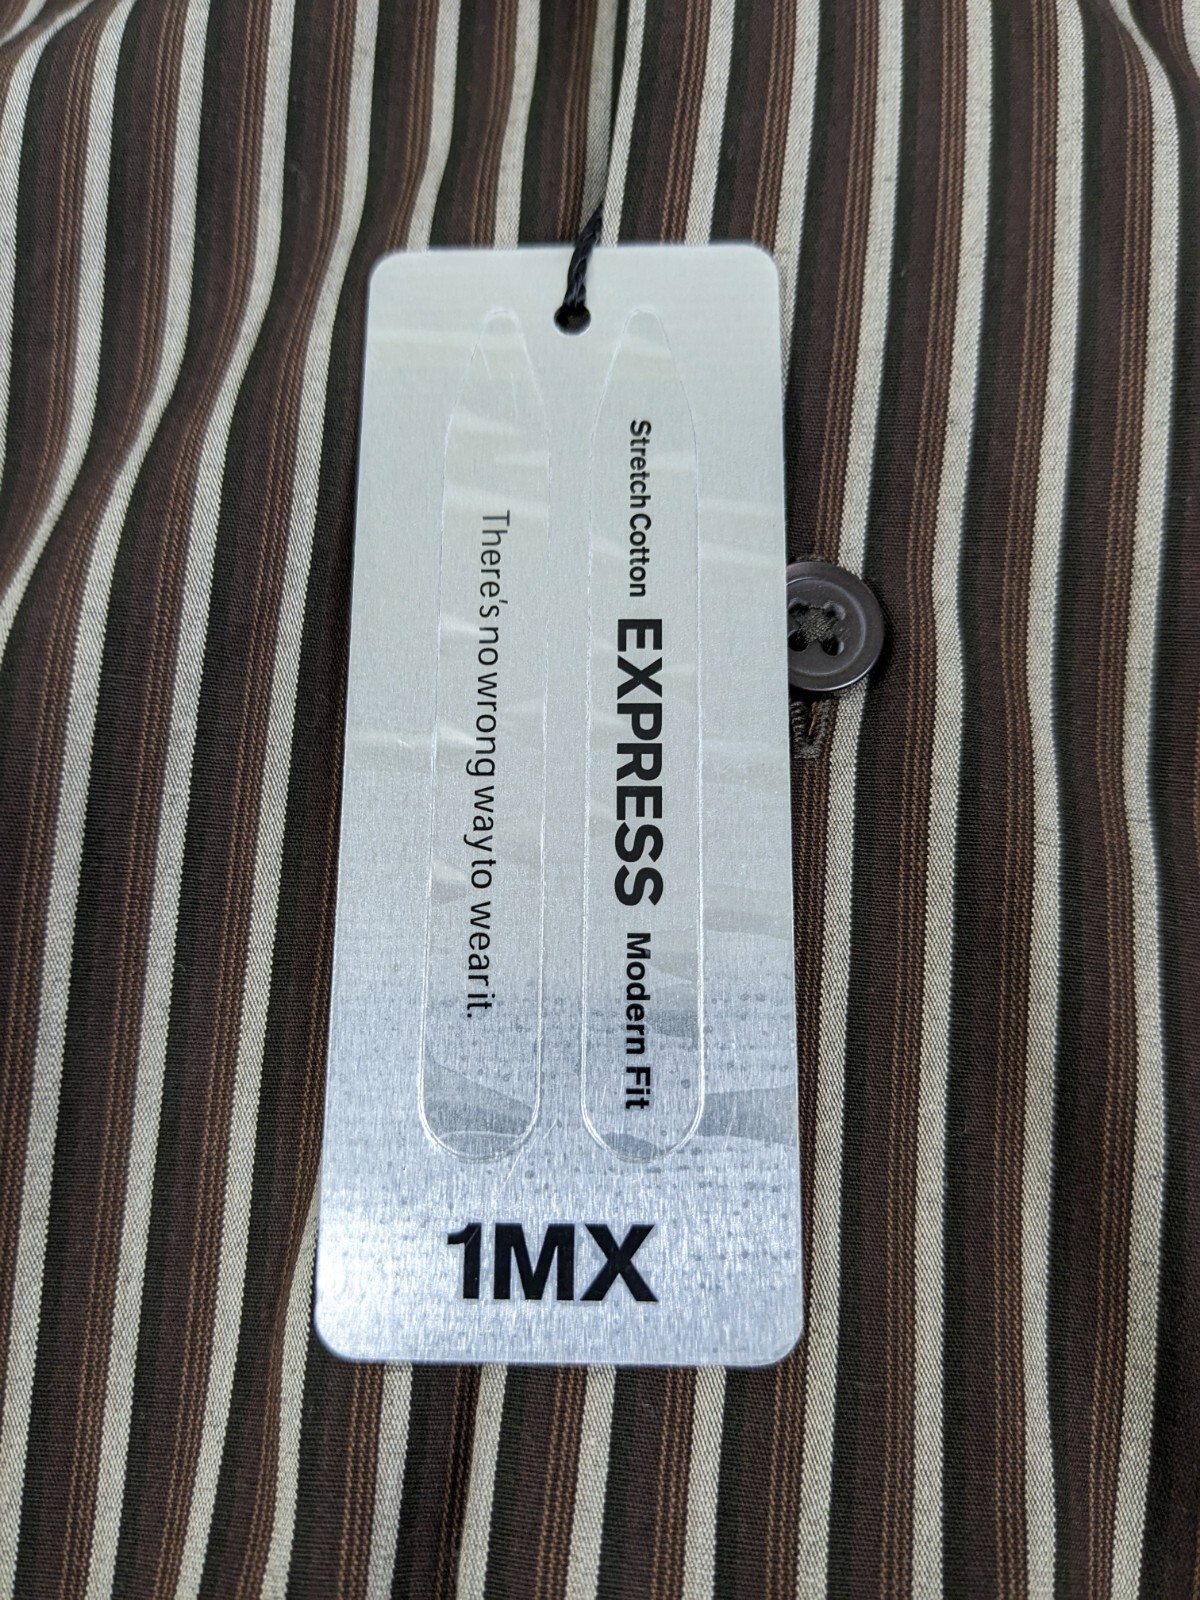 Stretch Cotton EXPRESS Modern Fit
There's no wrong way to wear it.
1MX